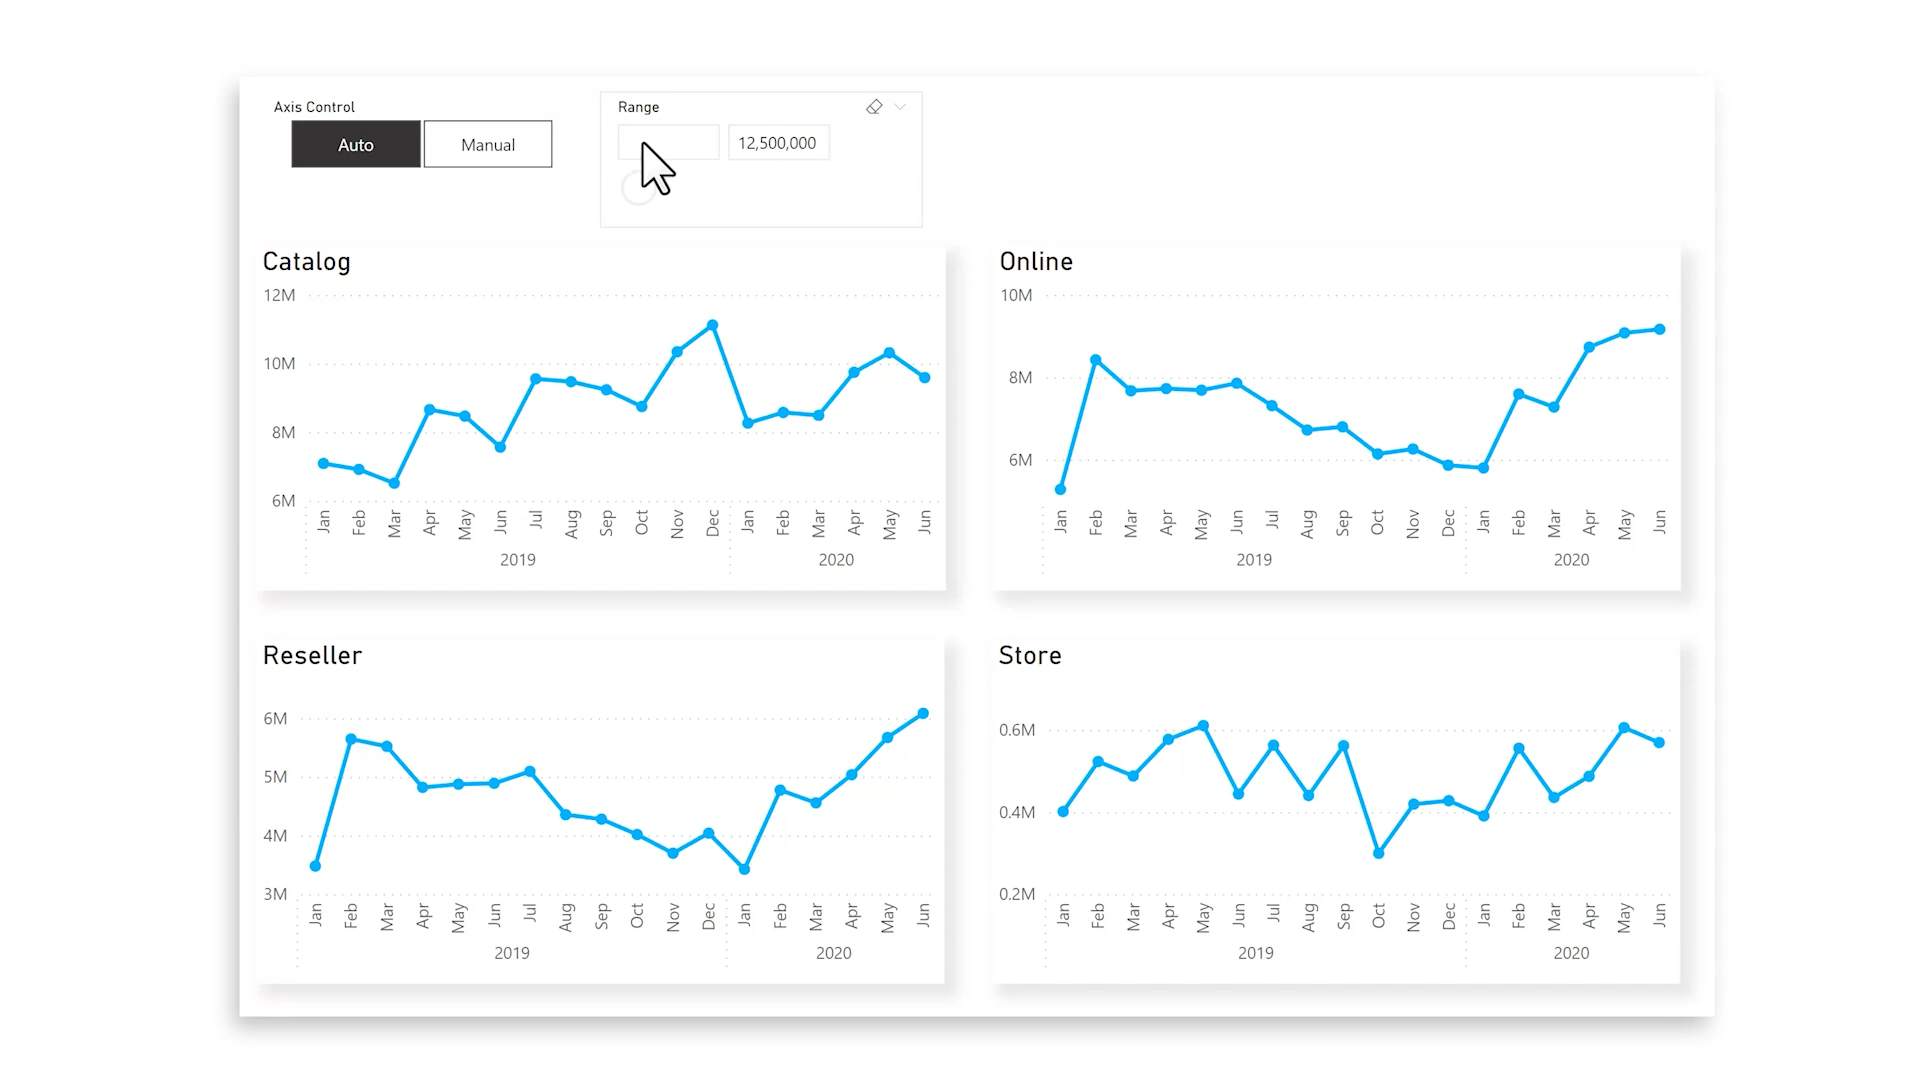 Axis Control
Auto Manual
Range
12,500,000
Catalog
12M
10M
8M
6M
Jan Feb Mar Apr May Jun Jul Aug Sep Oct Nov Dec Jan Feb Mar Apr May Jun
2019 2020
Online
10M
8M
6M
Jan Feb Mar Apr May Jun Jul Aug Sep Oct Nov Dec Jan Feb Mar Apr May Jun
2019 2020
Reseller
6M
5M
4M
3M
Jan Feb Mar Apr May Jun Jul Aug Sep Oct Nov Dec Jan Feb Mar Apr May Jun
2019 2020
Store
0.6M
0.4M
0.2M
Jan Feb Mar Apr May Jun Jul Aug Sep Oct Nov Dec Jan Feb Mar Apr May Jun
2019 2020